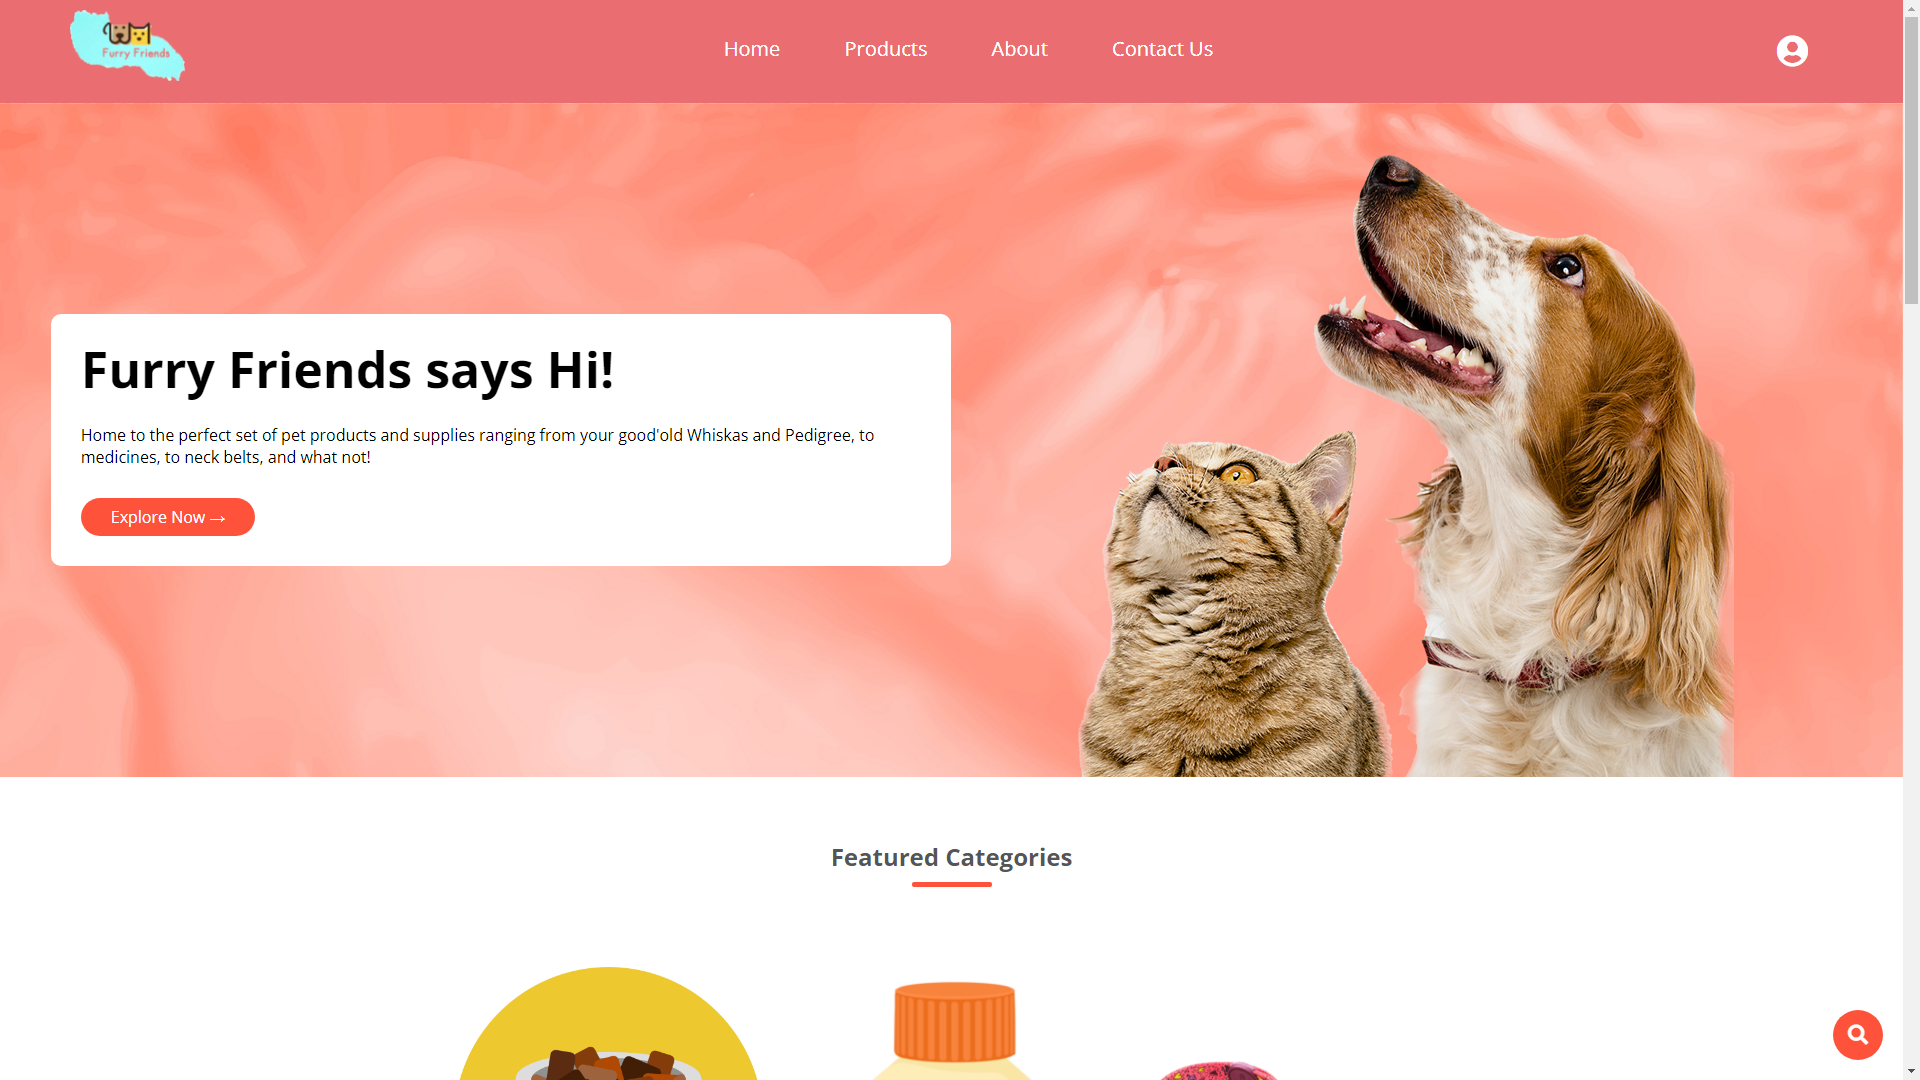 Furry Friends
Home
Products
About
Contact Us
Furry Friends says Hi!
Home to the perfect set of pet products and supplies ranging from your good'old Whiskas and Pedigree, to
medicines, to neck belts, and what not!
Explore Now →
Featured Categories